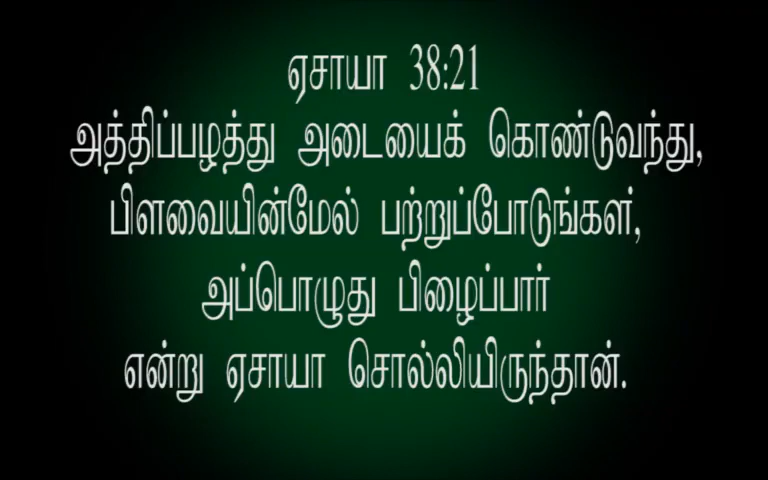 ஏசாயா 38:21
அத்திப்பழத்து அடையைக் கொண்டுவந்து,
பிளவையின்மேல் பற்றுப்போடுங்கள்,
அப்பொழுது பிழைப்பார்
என்று ஏசாயா சொல்லியிருந்தான்.